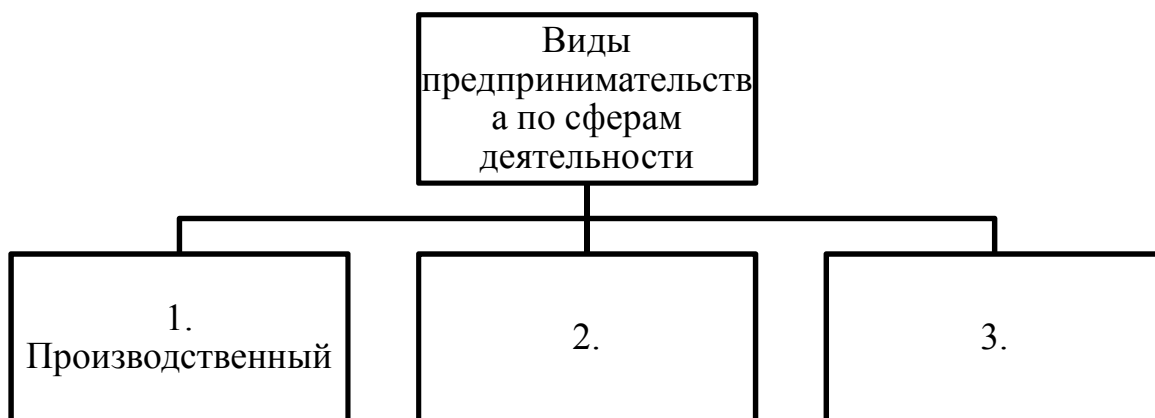 Виды
предпринимательств
а по сферам
деятельности
1.
Производственный
2.
3.